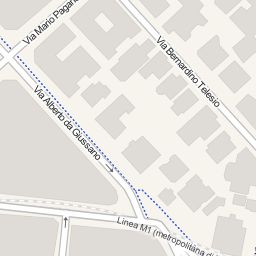 Via Mario Pagano
Via Bernardino Telesio
Via Alberto da Giussano
Linea M1 (metropolitana di